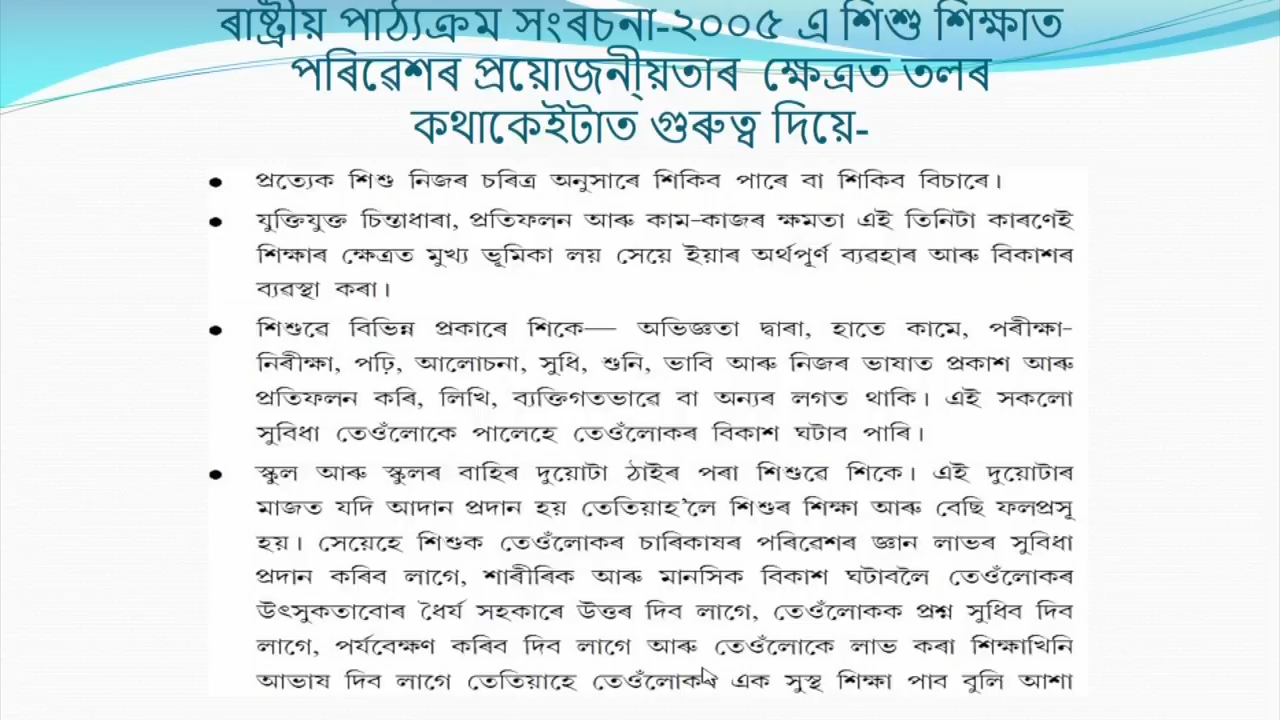 ৰাষ্ট্ৰীয় পাঠ্যক্ৰম সংৰচনা-২০০৫ এ শিশু শিক্ষাত
পৰিৱেশৰ প্ৰয়োজনীয়তাৰ ক্ষেত্ৰত তলৰ
কথাকেইটাত গুৰুত্ব দিয়ে-
• প্ৰত্যেক শিশু নিজৰ চৰিত্ৰ অনুসাৰে শিকিব পাৰে বা শিকিব বিচাৰে।
• যুক্তিযুক্ত চিন্তাধাৰা, প্ৰতিফলন আৰু কাম-কাজৰ ক্ষমতা এই তিনিটা কাৰণেই
শিক্ষাৰ ক্ষেত্ৰত মুখ্য ভূমিকা লয় সেয়ে ইয়াৰ অৰ্থপূৰ্ণ ব্যৱহাৰ আৰু বিকাশৰ
ব্যৱস্থা কৰা।
• শিশুৱে বিভিন্ন প্ৰকাৰে শিকে— অভিজ্ঞতা দ্বাৰা, হাতে কামে, পৰীক্ষা-
নিৰীক্ষা, পঢ়ি, আলোচনা, সুধি, শুনি, ভাবি আৰু নিজৰ ভাষাত প্ৰকাশ আৰু
প্ৰতিফলন কৰি, লিখি, ব্যক্তিগতভাৱে বা অন্যৰ লগত থাকি। এই সকলো
সুবিধা তেওঁলোকে পালেহে তেওঁলোকৰ বিকাশ ঘটাব পাৰি।
• স্কুল আৰু স্কুলৰ বাহিৰ দুয়োটা ঠাইৰ পৰা শিশুৱে শিকে। এই দুয়োটাৰ
মাজত যদি আদান প্ৰদান হয় তেতিয়াহ'লে শিশুৰ শিক্ষা আৰু বেছি ফলপ্ৰসূ
হয়। সেয়েহে শিশুক তেওঁলোকৰ চাৰিকাষৰ পৰিৱেশৰ জ্ঞান লাভৰ সুবিধা
প্ৰদান কৰিব লাগে, শাৰীৰিক আৰু মানসিক বিকাশ ঘটাবলৈ তেওঁলোকৰ
উৎসুকতাবোৰ ধৈৰ্য সহকাৰে উত্তৰ দিব লাগে, তেওঁলোকক প্ৰশ্ন সুধিব দিব
লাগে, পৰ্যবেক্ষণ কৰিব দিব লাগে আৰু তেওঁলোকে লাভ কৰা শিক্ষাখিনি
আভাষ দিব লাগে তেতিয়াহে তেওঁলোকৰ এক সুস্থ শিক্ষা পাব বুলি আশা